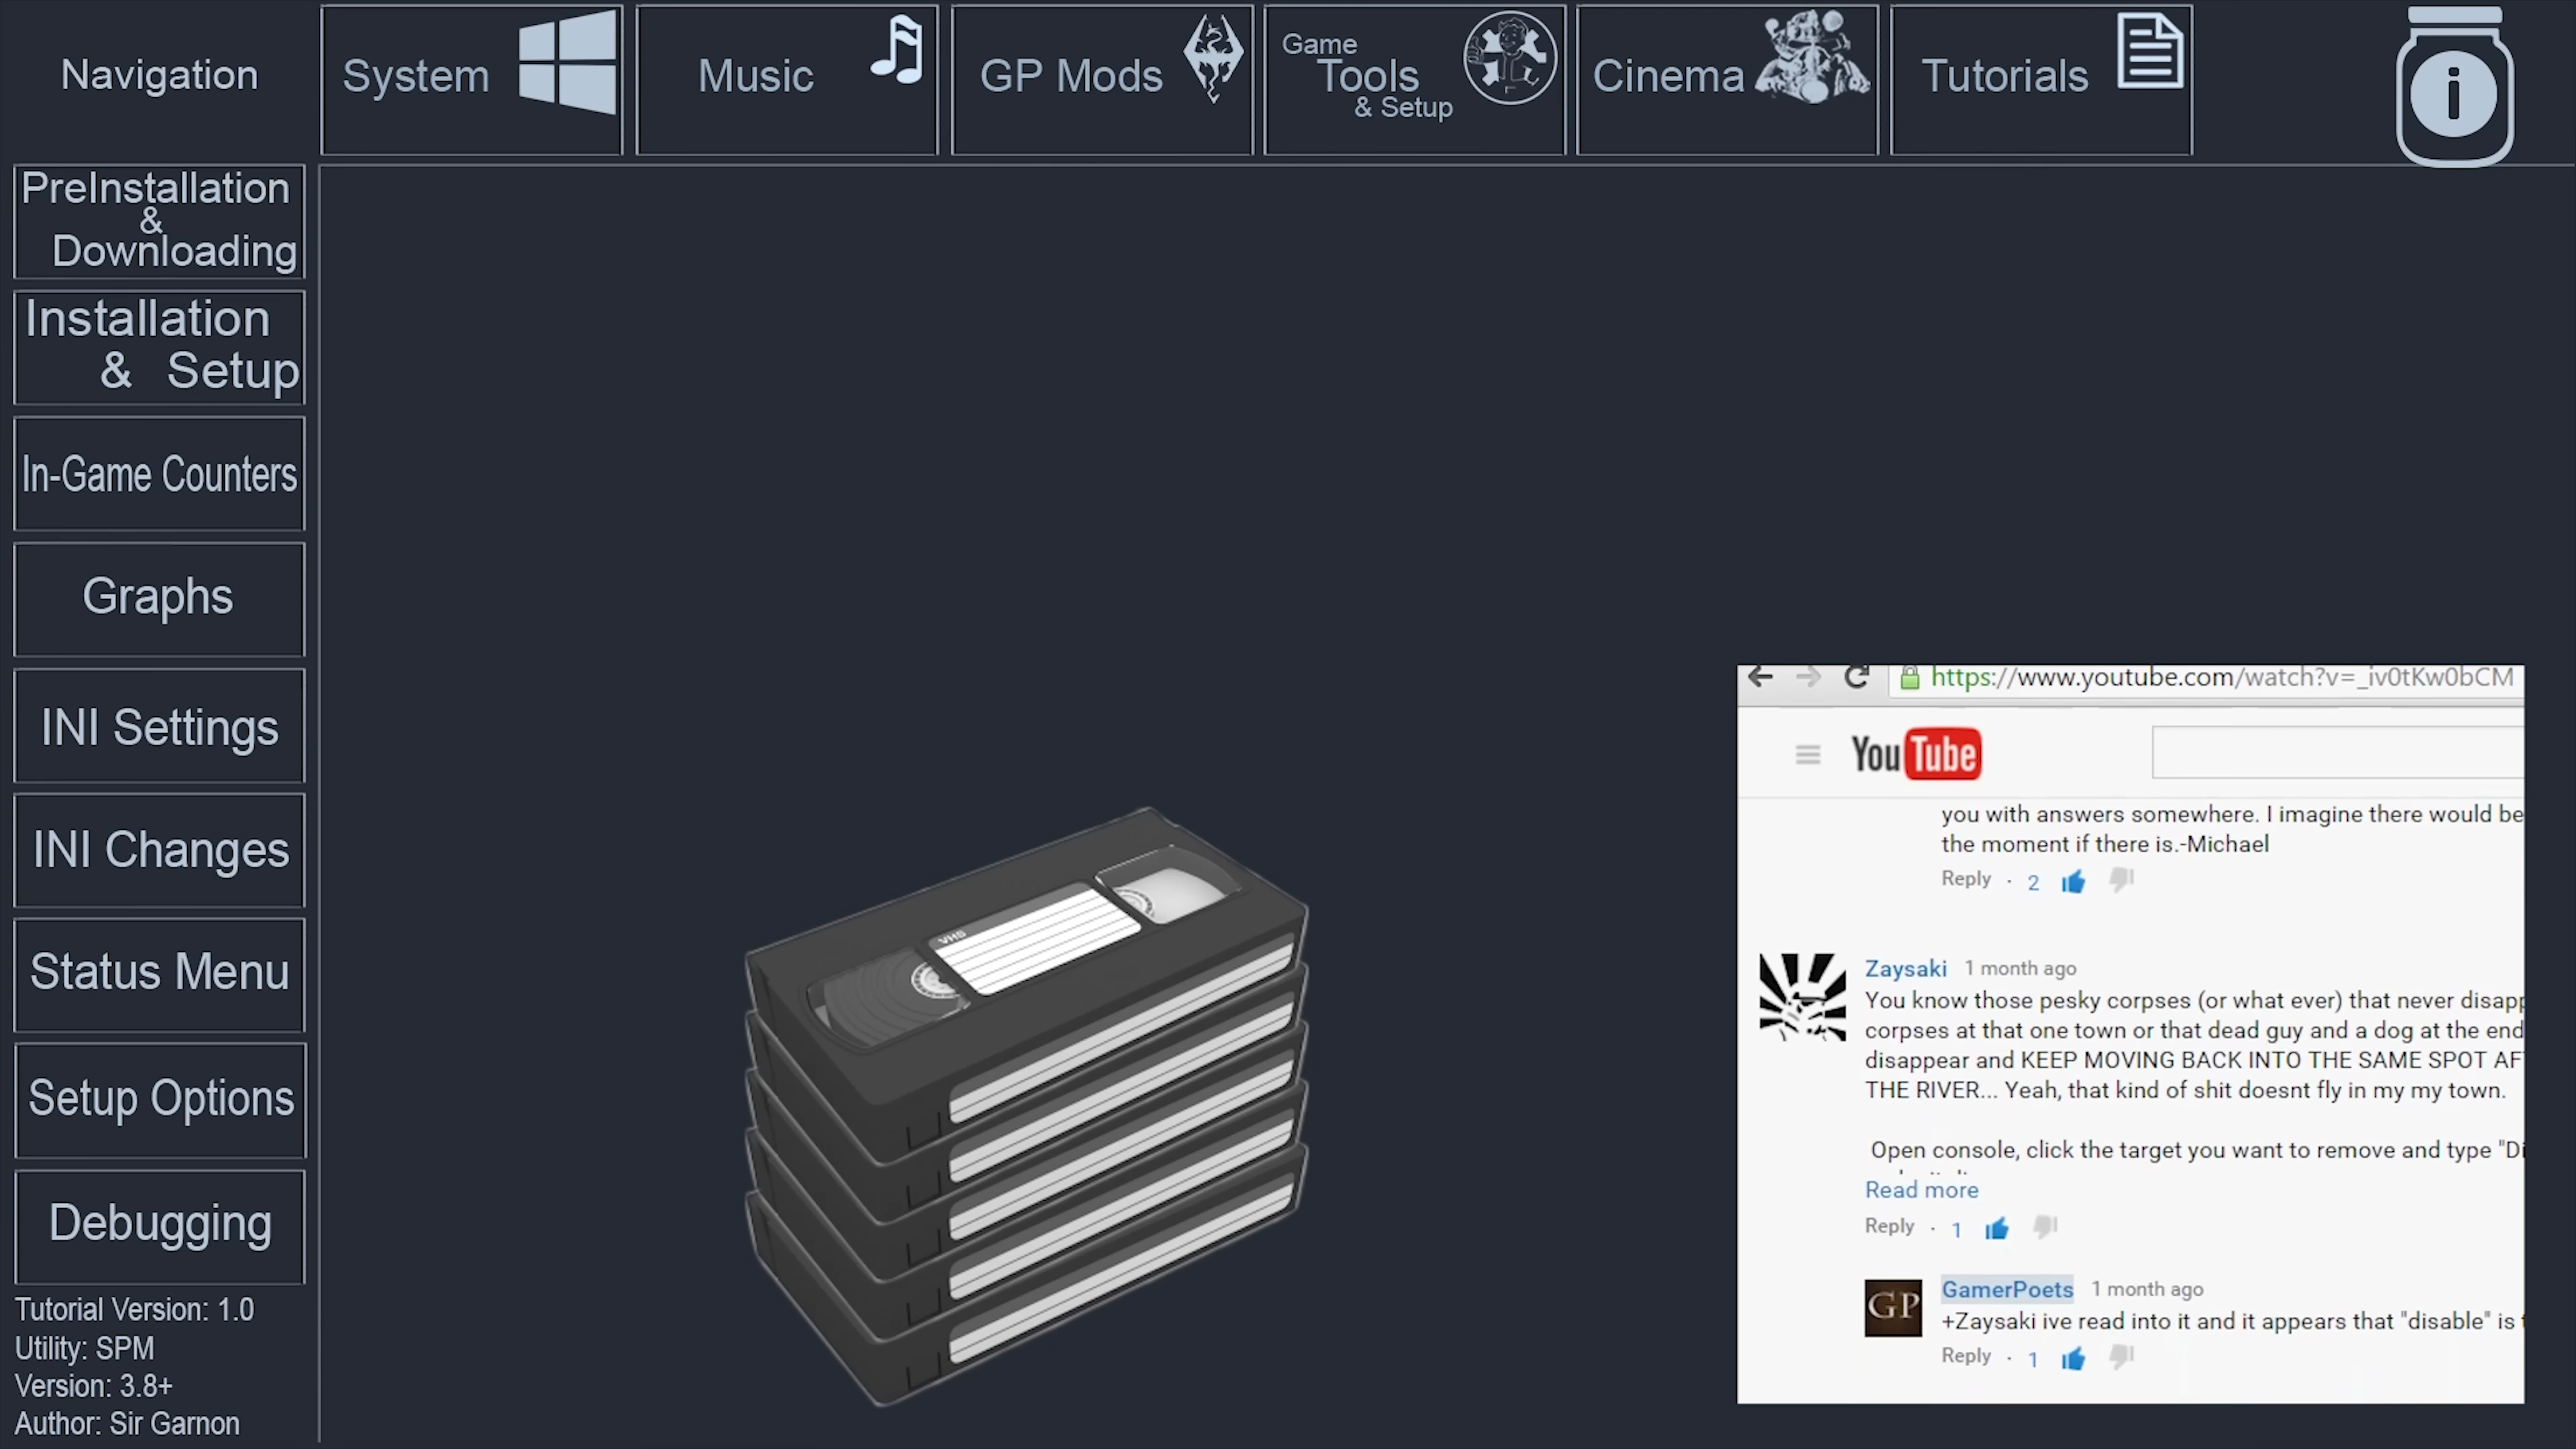 Navigation
System
Music
GP Mods
Game
Tools
& Setup
Cinema
Tutorials
i
PreInstallation
&
Downloading
Installation
& Setup
In-Game Counters
Graphs
INI Settings
INI Changes
Status Menu
Setup Options
Debugging
Tutorial Version: 1.0
Utility: SPM
Version: 3.8+
Author: Sir Garnon
VHS
https://www.youtube.com/watch?v=_iv0tKw0bCM
YouTube
you with answers somewhere. I imagine there would be
the moment if there is.-Michael
Reply · 2
Zaysaki 1 month ago
You know those pesky corpses (or what ever) that never disapp
corpses at that one town or that dead guy and a dog at the end
disappear and KEEP MOVING BACK INTO THE SAME SPOT AF
THE RIVER... Yeah, that kind of shit doesnt fly in my my town.
Open console, click the target you want to remove and type "Di
Read more
Reply · 1
GP
GamerPoets 1 month ago
+Zaysaki ive read into it and it appears that "disable" is
Reply · 1